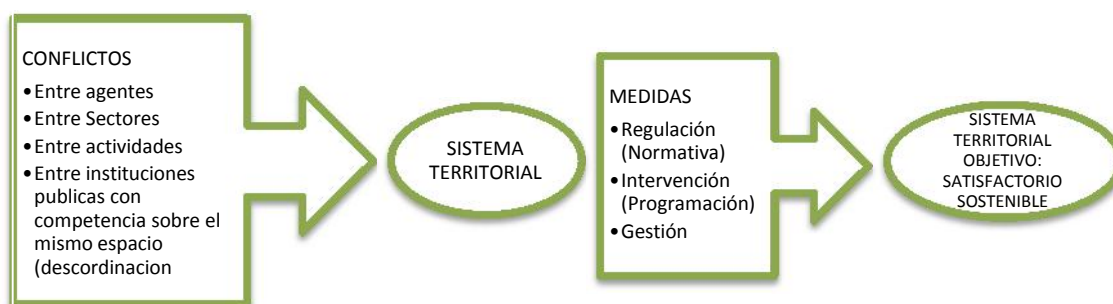 CONFLICTOS
•Entre agentes
•Entre Sectores
•Entre actividades
•Entre instituciones
publicas con
competencia sobre el
mismo espacio
(descordinacion
SISTEMA
TERRITORIAL
MEDIDAS
•Regulación
(Normativa)
•Intervención
(Programación)
•Gestión
SISTEMA
TERRITORIAL
OBJETIVO:
SATISFACTORIO
SOSTENIBLE